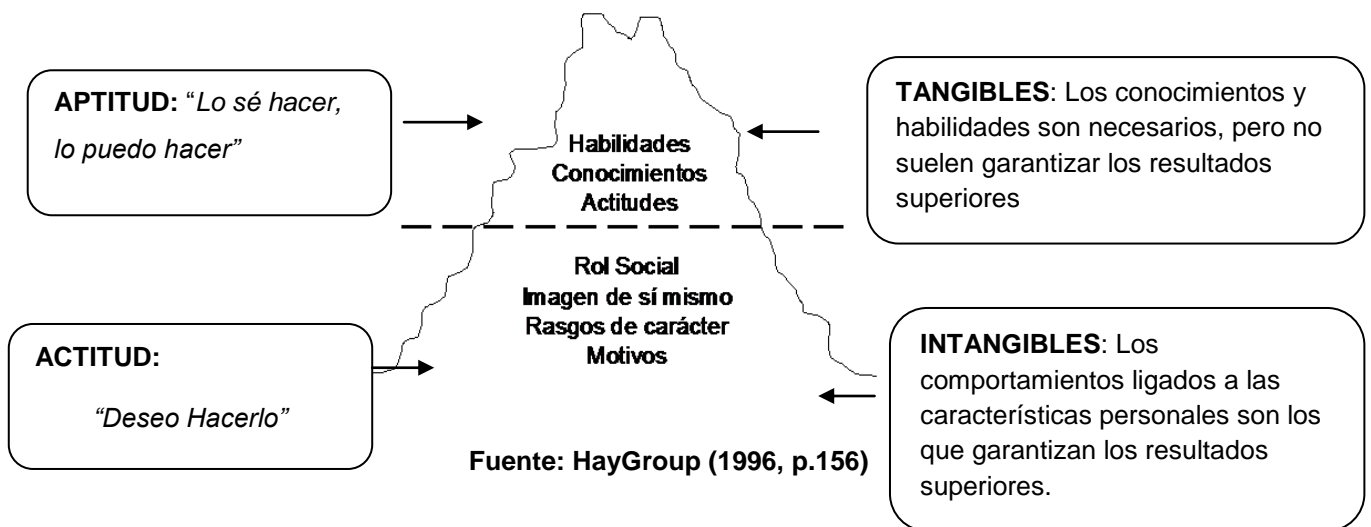 APTITUD: “Lo sé hacer,
lo puedo hacer”
TANGIBLES: Los conocimientos y
habilidades son necesarios, pero no
suelen garantizar los resultados
superiores
Habilidades
Conocimientos
Actitudes
Rol Social
Imagen de sí mismo
Rasgos de carácter
Motivos
ACTITUD:
“Deseo Hacerlo”
INTANGIBLES: Los
comportamientos ligados a las
características personales son los
que garantizan los resultados
superiores.
Fuente: HayGroup (1996, p.156)